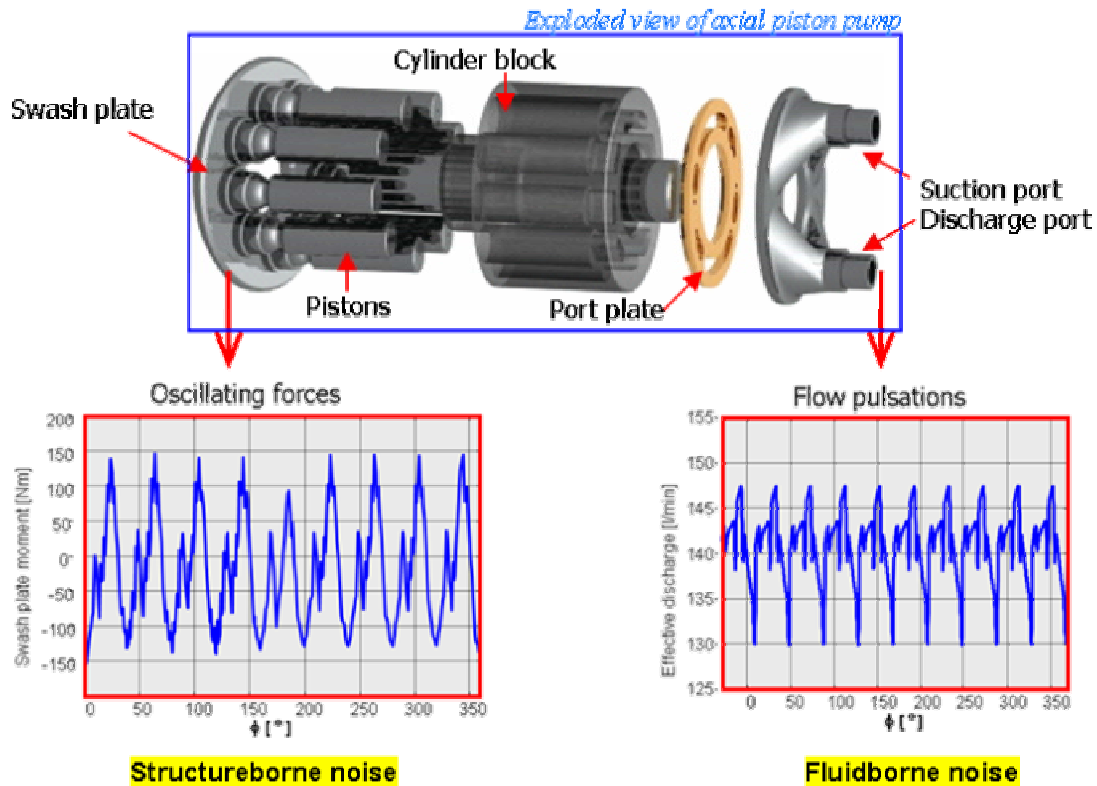 Exploded view of axial piston pump
Cylinder block
Swash plate
Suction port
Discharge port
Pistons
Port plate
Oscillating forces
Flow pulsations
Swash plate moment [Nm]
200
150
100
50
0
-50
-100
-150
0 50 100 150 200 250 300 350
ϕ [°]
Effective discharge [l/min]
155
150
145
140
135
130
125
0 50 100 150 200 250 300 350
ϕ [°]
Structureborne noise
Fluidborne noise